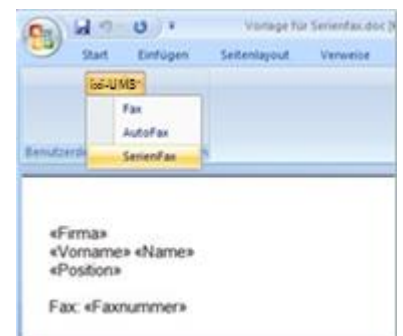 Vorlage für Serienfax.doc
Start Einfügen Seitenlayout Verweise
ixi-UMS
Fax
AutoFax
SerienFax
«Firma»
«Vorname» «Name»
«Position»
Fax: «Faxnummer»